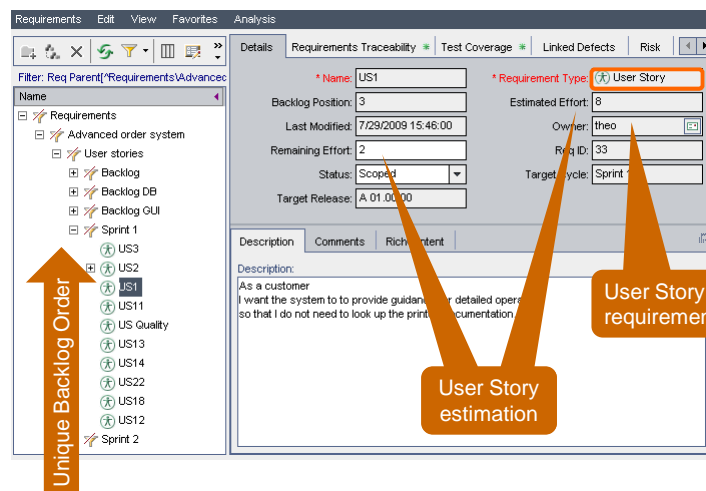 Requirements Edit View Favorites Analysis
Details Requirements Traceability * Test Coverage * Linked Defects Risk
Filter: Req Parent[^Requirements\Advanced
Name
Requirements
Advanced order system
User stories
Backlog
Backlog DB
Backlog GUI
Sprint 1
US3
US2
US1
US11
US Quality
US13
US14
US22
US18
US12
Sprint 2
Unique Backlog Order
* Name: US1
* Requirement Type: User Story
Backlog Position: 3
Estimated Effort: 8
Last Modified: 7/29/2009 15:46:00
Owner: theo
Remaining Effort: 2
Req ID: 33
Status: Scoped
Target Cycle: Sprint
Target Release: A 01.00.00
Description Comments Rich Content
Description:
As a customer
I want the system to to provide guidance for detailed
so that I do not need to look up the printed documentation.
User Story
User Story
estimation